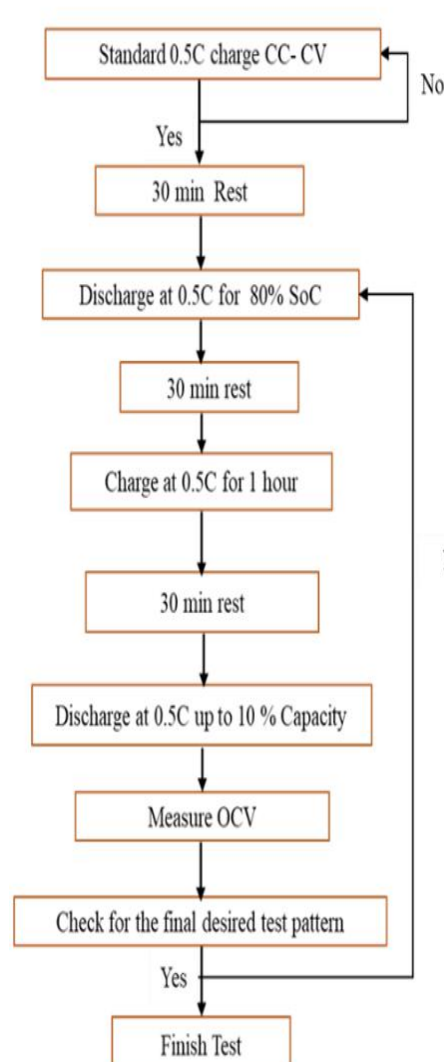 Standard 0.5C charge CC- CV
No
Yes
30 min Rest
Discharge at 0.5C for 80% SoC
30 min rest
Charge at 0.5C for 1 hour
30 min rest
Discharge at 0.5C up to 10 % Capacity
Measure OCV
Check for the final desired test pattern
Yes
Finish Test